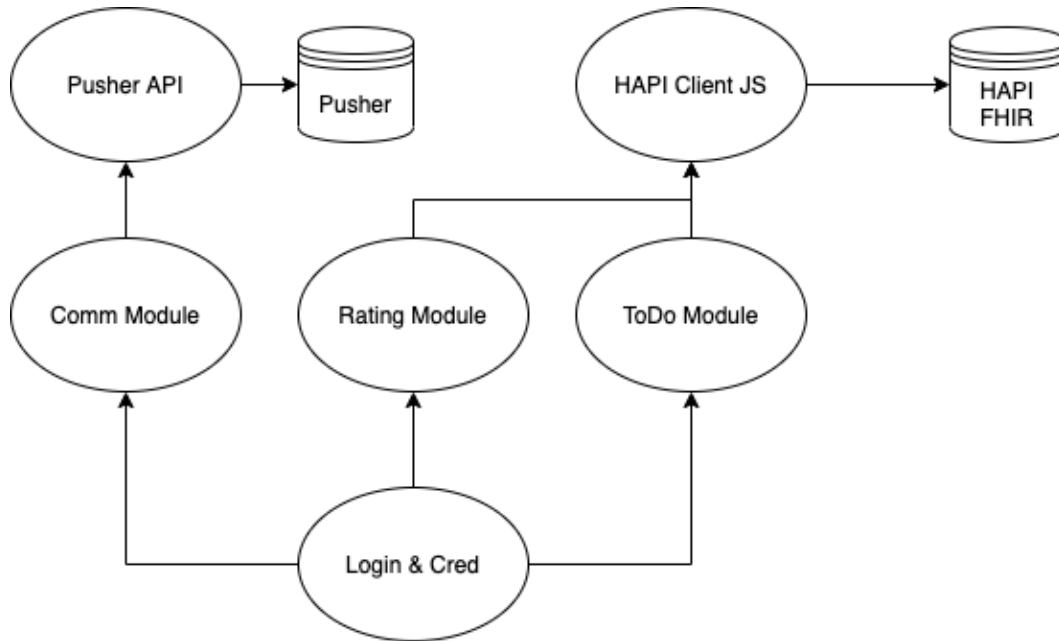 Pusher API
Pusher
HAPI Client JS
HAPI
FHIR
Comm Module
Rating Module
ToDo Module
Login & Cred